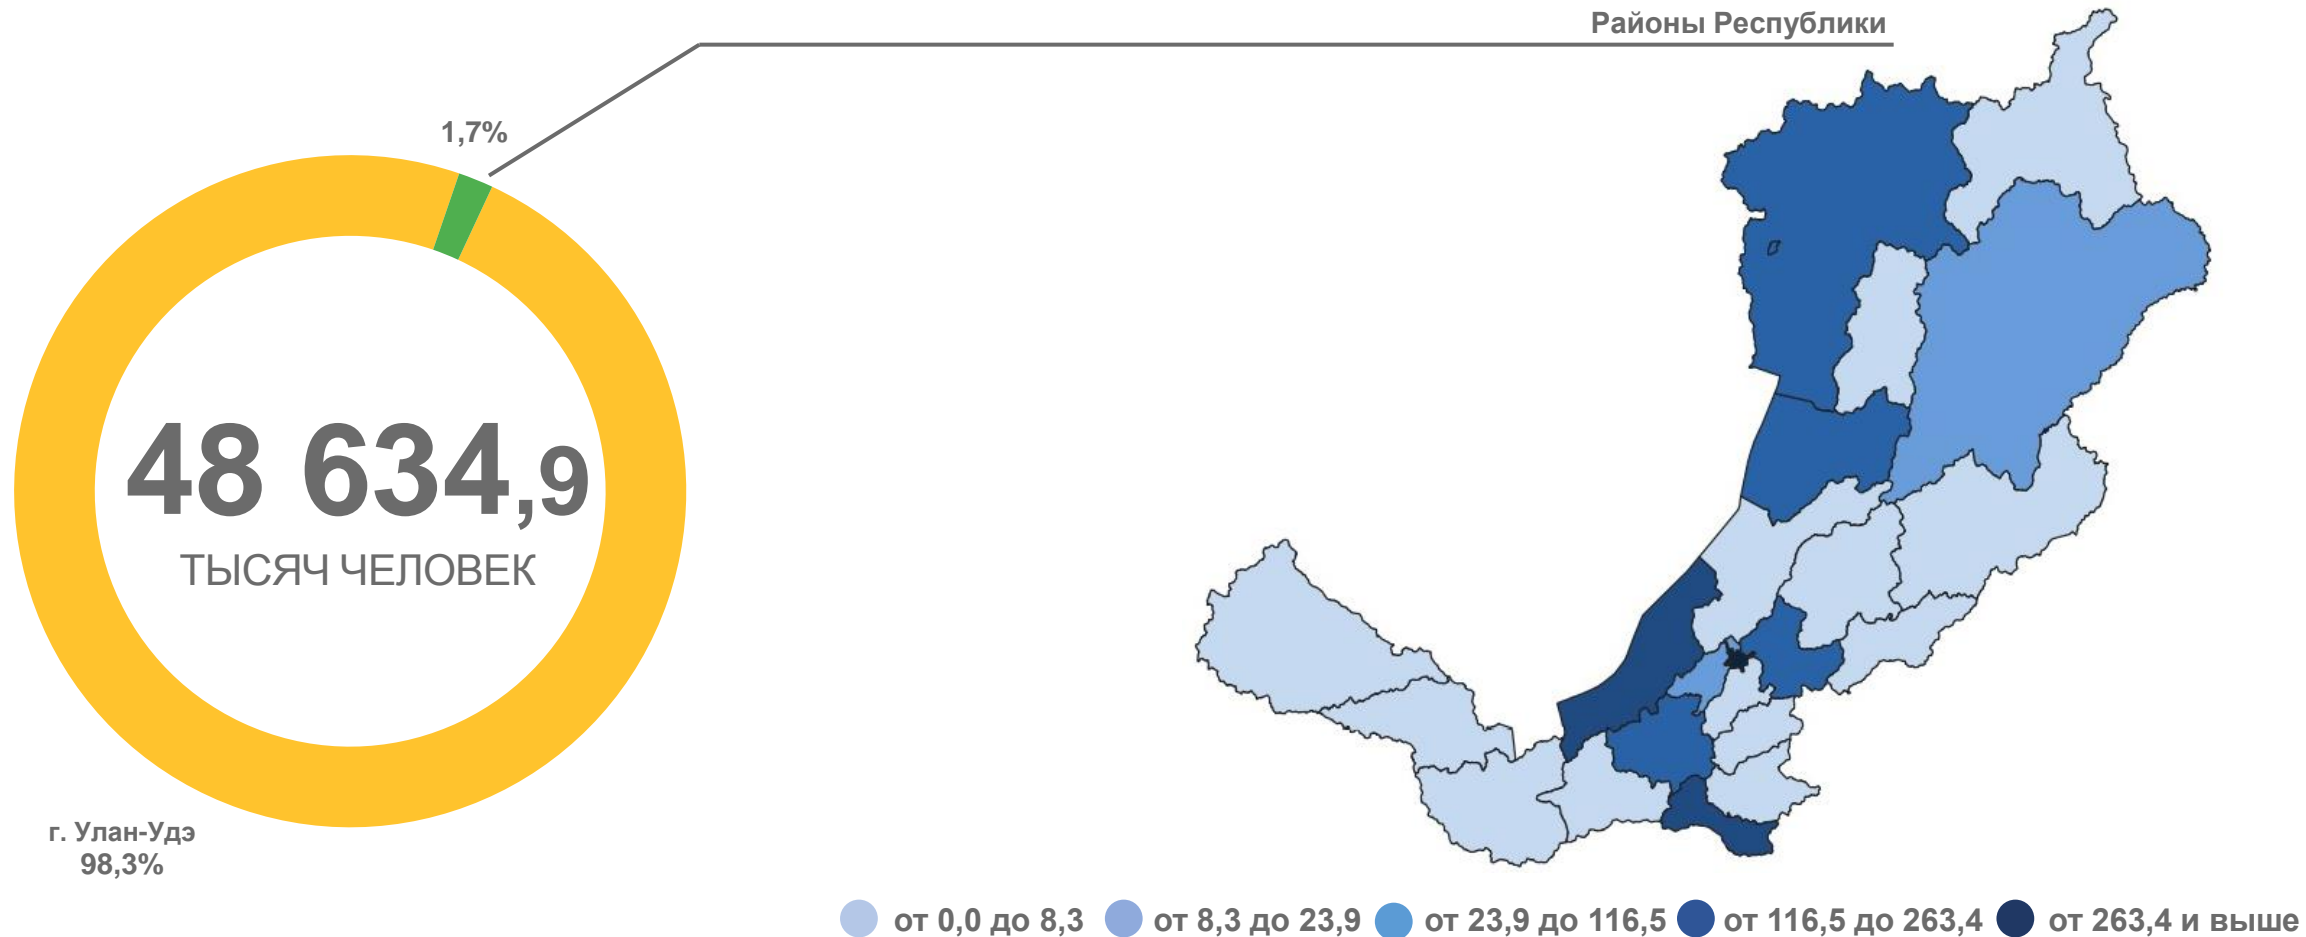 Районы Республики
1,7%
48 634,9
ТЫСЯЧ ЧЕЛОВЕК
г. Улан-Удэ
98,3%
от 0,0 до 8,3 от 8,3 до 23,9 от 23,9 до 116,5 от 116,5 до 263,4 от 263,4 и выше